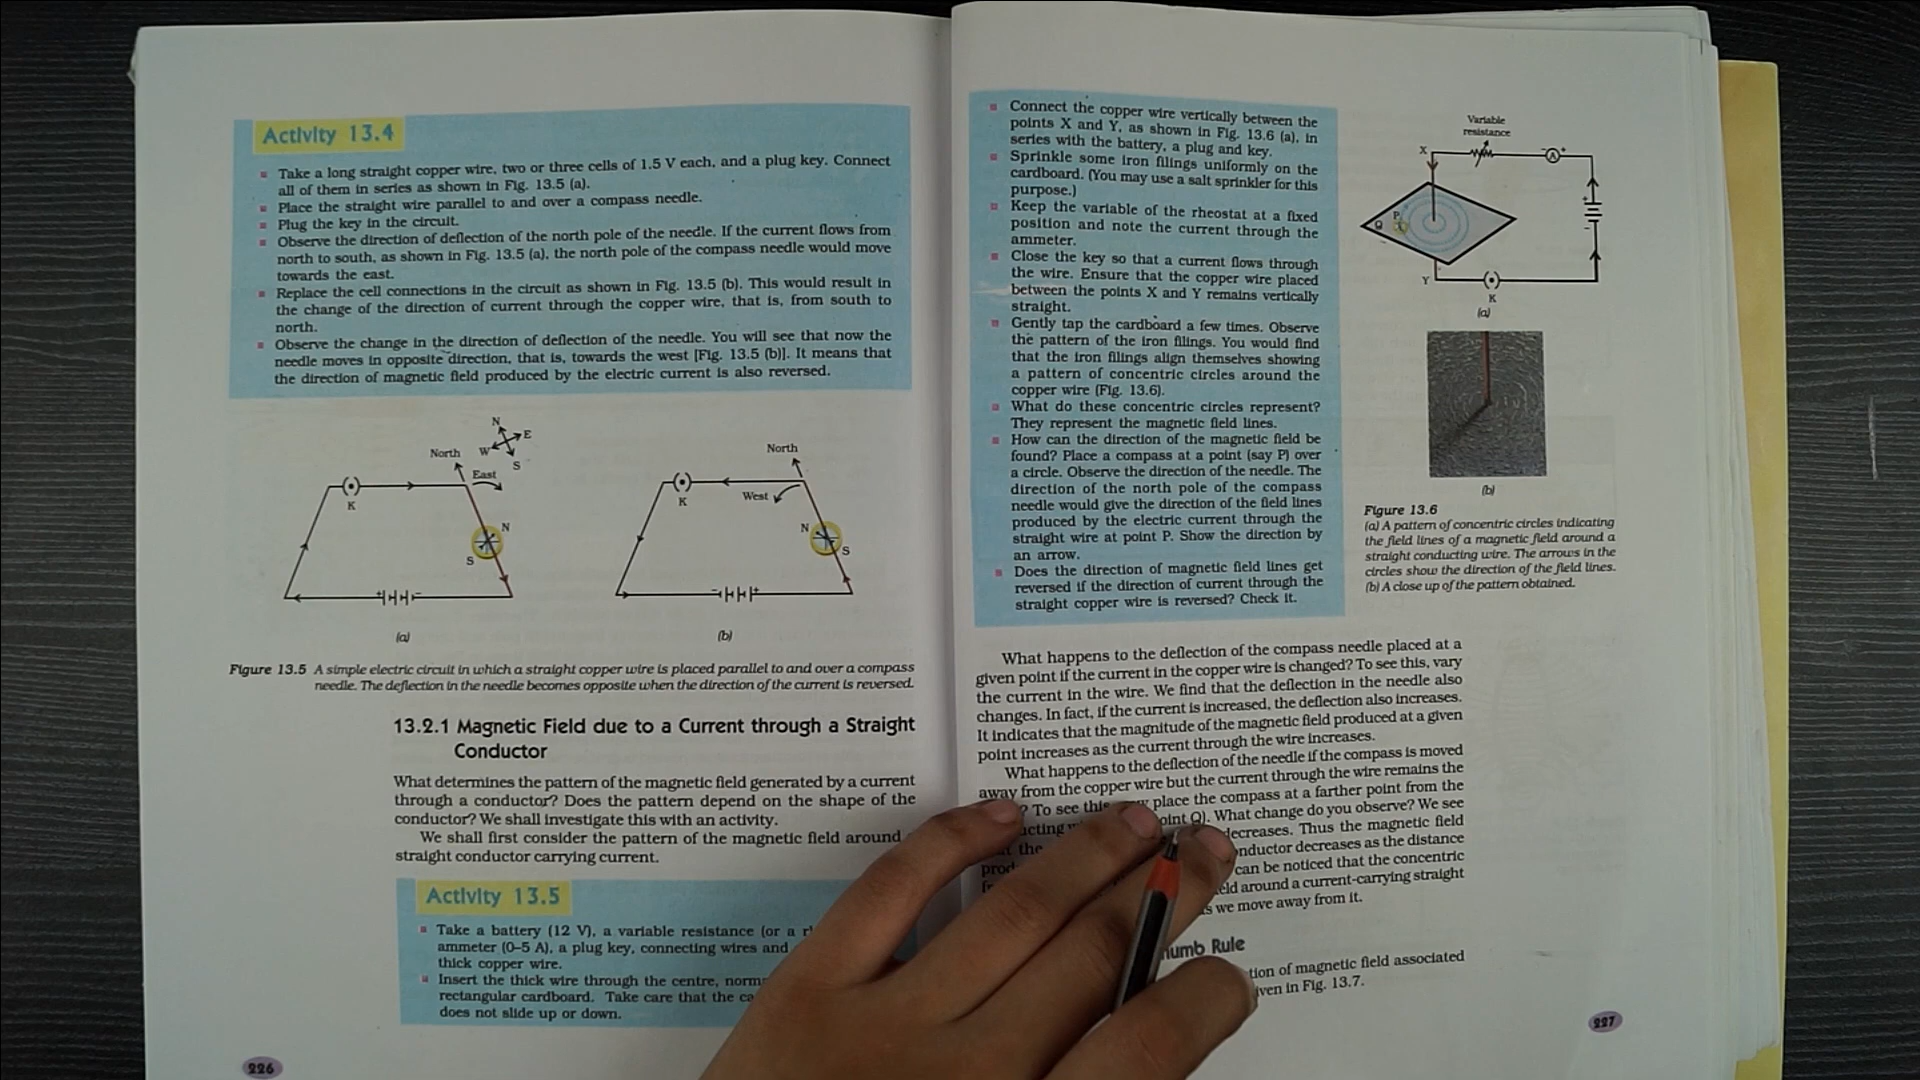 Activity 13.4
Take a long straight copper wire, two or three cells of 1.5 V each, and a plug key. Connect
all of them in series as shown in Fig. 13.5 (a).
Place the straight wire parallel to and over a compass needle.
Plug the key in the circuit.
Observe the direction of deflection of the north pole of the needle. If the current flows from
north to south, as shown in Fig. 13.5 (a), the north pole of the compass needle would move
towards the east.
Replace the cell connections in the circuit as shown in Fig. 13.5 (b). This would result in
the change of the direction of current through the copper wire, that is, from south to
north.
Observe the change in the direction of deflection of the needle. You will see that now the
needle moves in opposite direction, that is, towards the west [Fig. 13.5 (b)]. It means that
the direction of magnetic field produced by the electric current is also reversed.
N
E
W
S
North
East
K
N
S
+
-
(a)
North
West
K
N
S
-
+
(b)
Figure 13.5 A simple electric circuit in which a straight copper wire is placed parallel to and over a compass
needle. The deflection in the needle becomes opposite when the direction of the current is reversed.
13.2.1 Magnetic Field due to a Current through a Straight
Conductor
What determines the pattern of the magnetic field generated by a current
through a conductor? Does the pattern depend on the shape of the
conductor? We shall investigate this with an activity.
We shall first consider the pattern of the magnetic field around
straight conductor carrying current.
Activity 13.5
Take a battery (12 V), a variable resistance (or a
ammeter (0–5 A), a plug key, connecting wires and
thick copper wire.
Insert the thick wire through the centre,
rectangular cardboard. Take care that the
does not slide up or down.
226
Connect the copper wire vertically between the
points X and Y, as shown in Fig. 13.6 (a), in
series with the battery, a plug and key.
Sprinkle some iron filings uniformly on the
cardboard. (You may use a salt sprinkler for this
purpose.)
Keep the variable of the rheostat at a fixed
position and note the current through the
ammeter.
Close the key so that a current flows through
the wire. Ensure that the copper wire placed
between the points X and Y remains vertically
straight.
Gently tap the cardboard a few times. Observe
the pattern of the iron filings. You would find
that the iron filings align themselves showing
a pattern of concentric circles around the
copper wire (Fig. 13.6).
What do these concentric circles represent?
They represent the magnetic field lines.
How can the direction of the magnetic field be
found? Place a compass at a point (say P) over
a circle. Observe the direction of the needle. The
direction of the north pole of the compass
needle would give the direction of the field lines
produced by the electric current through the
straight wire at point P. Show the direction by
an arrow.
Does the direction of magnetic field lines get
reversed if the direction of current through the
straight copper wire is reversed? Check it.
Variable
resistance
X
- A +
P
Q
+
-
Y
K
(a)
(b)
Figure 13.6
(a) A pattern of concentric circles indicating
the field lines of a magnetic field around a
straight conducting wire. The arrows in the
circles show the direction of the field lines.
(b) A close up of the pattern obtained.
What happens to the deflection of the compass needle placed at a
given point if the current in the copper wire is changed? To see this, vary
the current in the wire. We find that the deflection in the needle also
changes. In fact, if the current is increased, the deflection also increases.
It indicates that the magnitude of the magnetic field produced at a given
point increases as the current through the wire increases.
What happens to the deflection of the needle if the compass is moved
away from the copper wire but the current through the wire remains the
? To see this place the compass at a farther point from the
Q). What change do you observe? We see
the decreases. Thus the magnetic field
decreases as the distance
can be noticed that the concentric
around a current-carrying straight
we move away from it.
Rule
of magnetic field associated
in Fig. 13.7.
227